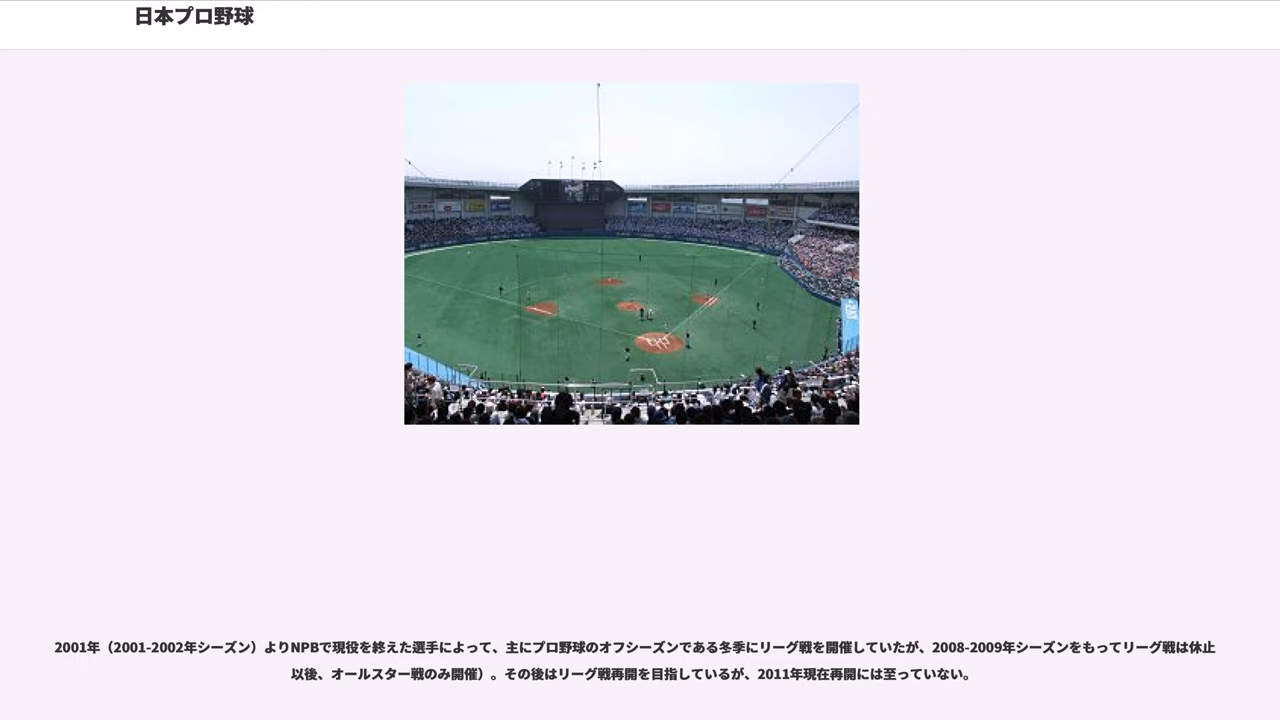 日本プロ野球
2001年（2001-2002年シーズン）よりNPBで現役を終えた選手によって、主にプロ野球のオフシーズンである冬季にリーグ戦を開催していたが、2008-2009年シーズンをもってリーグ戦は休止
以後、オールスター戦のみ開催）。その後はリーグ戦再開を目指しているが、2011年現在再開には至っていない。